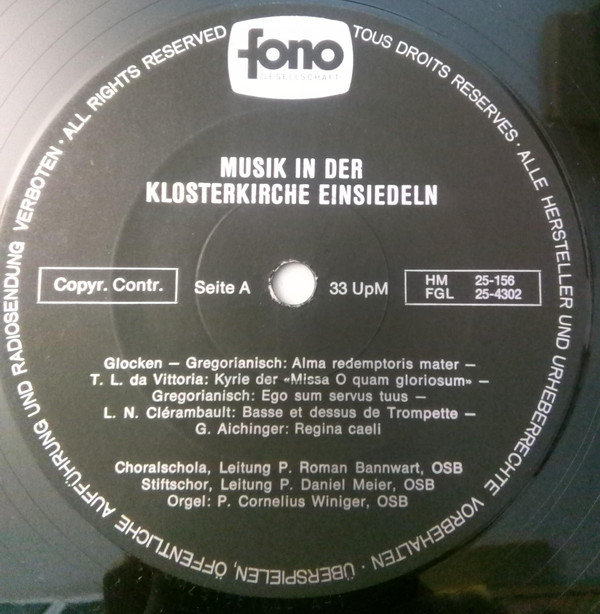 fono
GESELLSCHAFT
MUSIK IN DER
KLOSTERKIRCHE EINSIEDELN
Copyr. Contr.
Seite A
33 UpM
HM 25-156
FGL 25-4302
Glocken — Gregorianisch: Alma redemptoris mater —
T. L. da Vittoria: Kyrie der «Missa O quam gloriosum» —
Gregorianisch: Ego sum servus tuus —
L. N. Clérambault: Basse et dessus de Trompette —
G. Aichinger: Regina caeli
Choralschola, Leitung P. Roman Bannwart, OSB
Stiftschor, Leitung P. Daniel Meier, OSB
Orgel: P. Cornelius Winiger, OSB
TOUS DROITS RESERVES · ALLE HERSTELLER UND URHEBERRECHTE VORBEHALTEN · ÜBERSPIELEN, ÖFFENTLICHE AUFFÜHRUNG UND RADIOSENDUNG VERBOTEN · ALL RIGHTS RESERVED